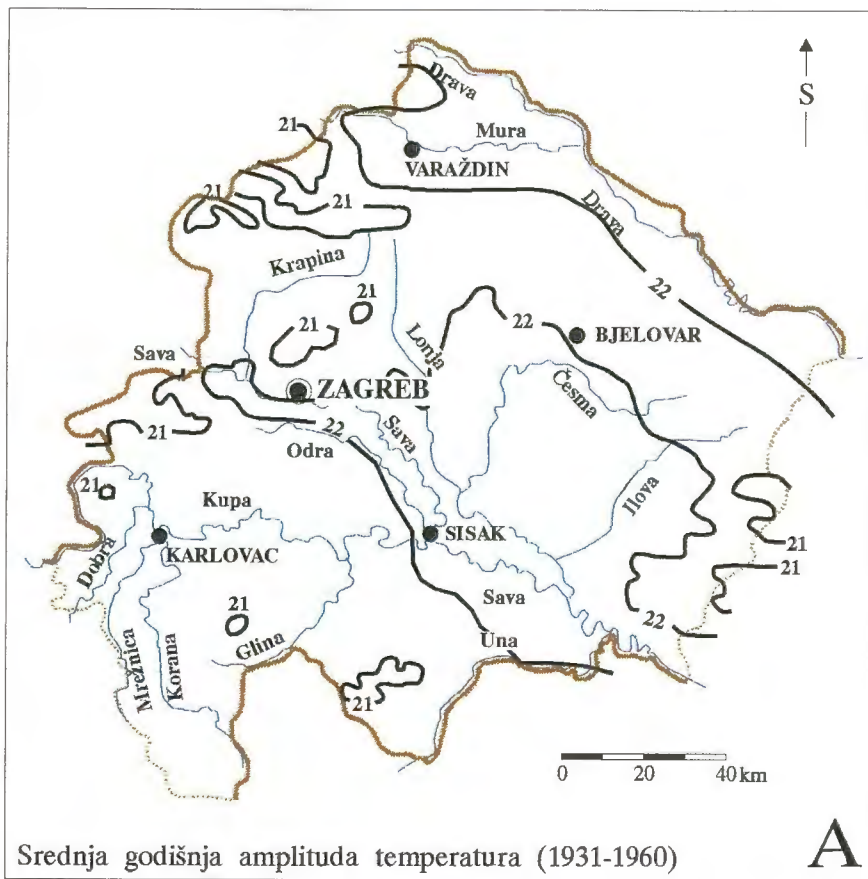 Drava
S
21
Mura
VARAŽDIN
21
21
Drava
Krapina
22
21
21
22
BJELOVAR
Lonja
Sava
ZAGREB
Česma
21
22
Sava
Odra
21
Kupa
Ilova
SISAK
KARLOVAC
21
Dobra
21
Sava
21
22
Glina
Una
Mrežnica
Korana
21
0 20 40 km
Srednja godišnja amplituda temperatura (1931-1960)
A